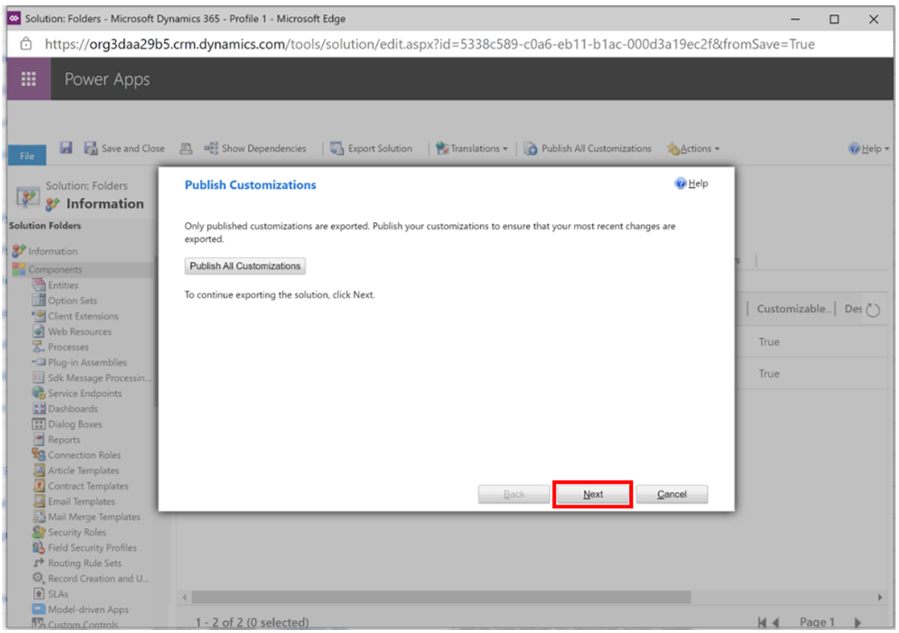 Solution: Folders - Microsoft Dynamics 365 - Profile 1 - Microsoft Edge
https://org3daa29b5.crm.dynamics.com/tools/solution/edit.aspx?id=5338c589-c0a6-eb11-b1ac-000d3a19ec2f&fromSave=True
Power Apps
File
Save and Close
Show Dependencies
Export Solution
Translations
Publish All Customizations
Actions
Help
Solution: Folders
Information
Solution Folders
Information
Components
Entities
Option Sets
Client Extensions
Web Resources
Processes
Plug-in Assemblies
Sdk Message Processin...
Service Endpoints
Dashboards
Dialog Boxes
Reports
Connection Roles
Article Templates
Contract Templates
Email Templates
Mail Merge Templates
Security Roles
Field Security Profiles
Routing Rule Sets
Record Creation and U...
SLAs
Model-driven Apps
Custom Controls
Publish Customizations
Help
Only published customizations are exported. Publish your customizations to ensure that your most recent changes are
exported.
Publish All Customizations
To continue exporting the solution, click Next.
Back
Next
Cancel
Customizable...
Des
True
True
1 - 2 of 2 (0 selected)
Page 1